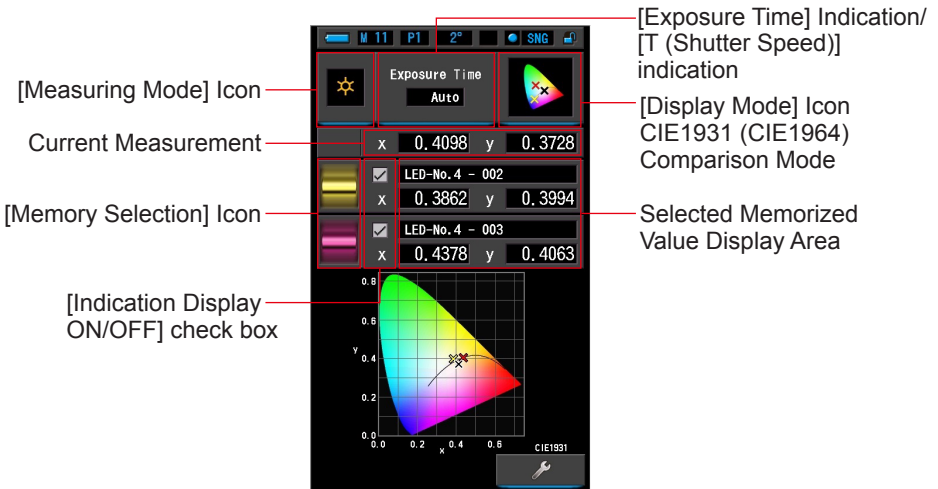 [Exposure Time] Indication/
[T (Shutter Speed)]
indication
M 11 P1 2° SNG
Exposure Time
Auto
[Measuring Mode] Icon
[Display Mode] Icon
CIE1931 (CIE1964)
Comparison Mode
Current Measurement
x 0.4098 y 0.3728
LED-No.4 - 002
x 0.3862 y 0.3994
[Memory Selection] Icon
Selected Memorized
Value Display Area
LED-No.4 - 003
x 0.4378 y 0.4063
[Indication Display
ON/OFF] check box
0.8
0.6
y
0.4
0.2
0.0
0.0 0.2 x 0.4 0.6
CIE1931